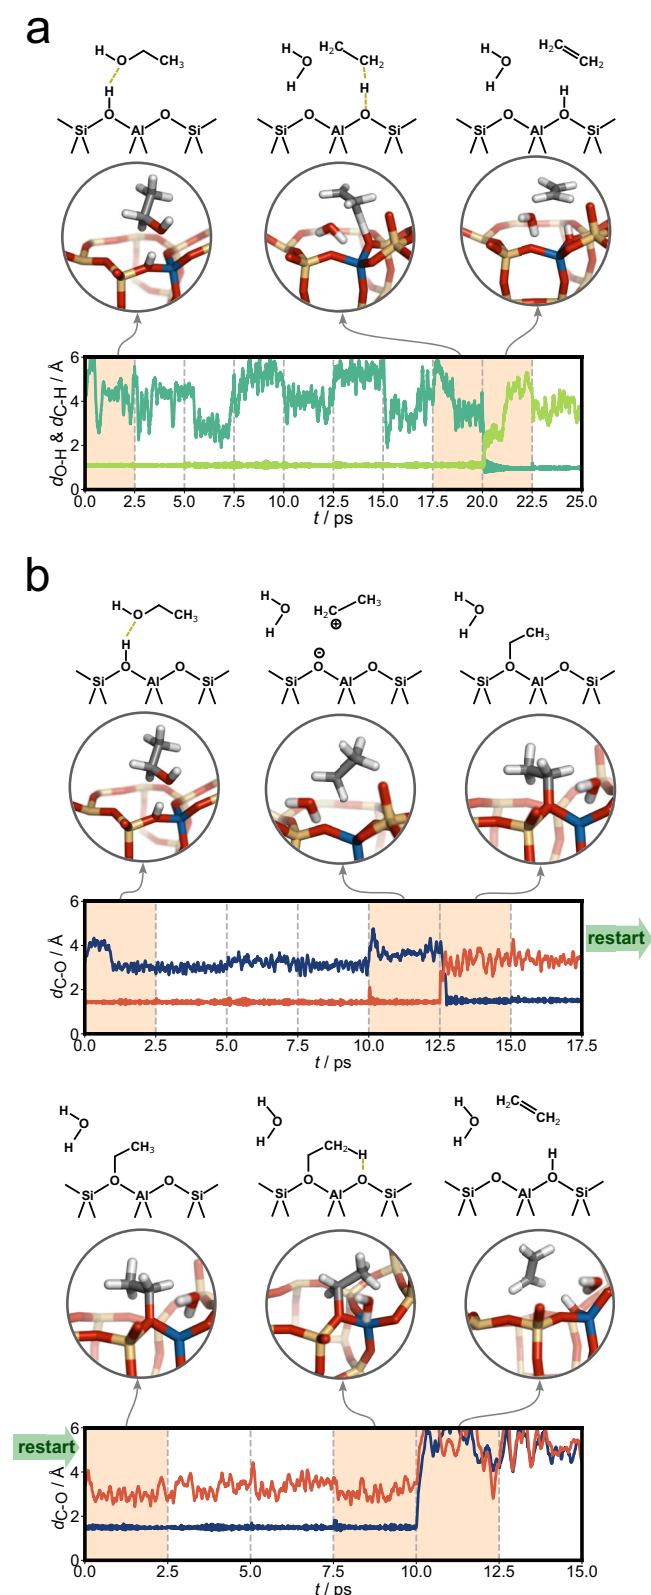 a
H O CH₃
H
O O
Si Al Si
H O
H
H₂C CH₂
H
O O
Si Al Si
H O
H
H₂C CH₂
H
O O
Si Al Si
d_O-H & d_C-H / Å
6
4
2
0
0.0 2.5 5.0 7.5 10.0 12.5 15.0 17.5 20.0 22.5 25.0
t / ps
b
H O CH₃
H
O O
Si Al Si
H O
H
H₂C CH₃
⊕
⊖
O O
Si Al Si
H O
H
CH₃
O O
Si Al Si
d_C-O / Å
6
4
2
0
0.0 2.5 5.0 7.5 10.0 12.5 15.0 17.5
t / ps
restart
H O
H
CH₃
O O
Si Al Si
H O
H
CH₂ H
O O
Si Al Si
H O
H
H₂C CH₂
H
O O
Si Al Si
restart
d_C-O / Å
6
4
2
0
0.0 2.5 5.0 7.5 10.0 12.5 15.0
t / ps